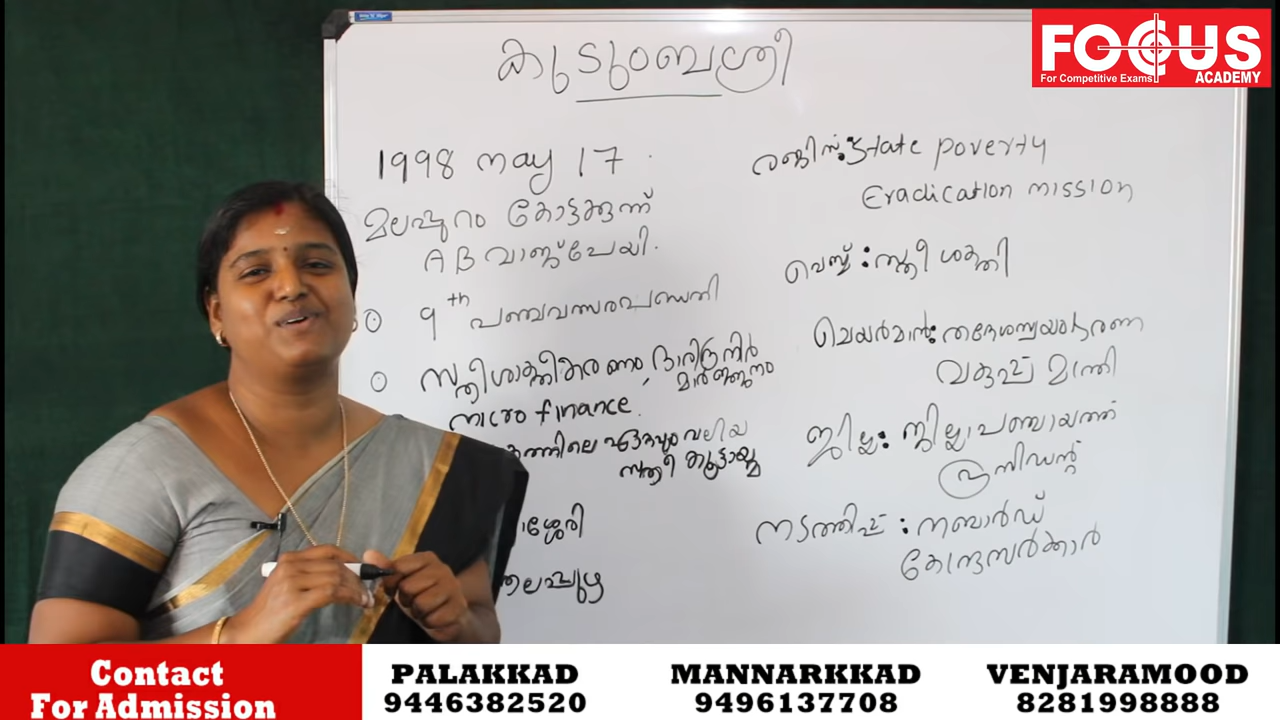 കുടുംബശ്രീ
1998 may 17.
മലപ്പുറം കോട്ടക്കുന്ന്
A B വാജ്പേയി.
9th പഞ്ചവത്സരപദ്ധതി
സ്ത്രീശാക്തീകരണം, ദാരിദ്ര്യനിർ
മാർജ്ജനം
micro finance.
ഏറ്റവും വലിയ
സ്ത്രീ കൂട്ടായ്മ
രജിസ്: State poverty
Eradication mission
വെബ്ബ് : സ്ത്രീ ശക്തി
ചെയർമാൻ: തദ്ദേശസ്വയംഭരണ
വകുപ്പ് മന്ത്രി
ജില്ല: ജില്ലാ പഞ്ചായത്ത്
പ്രസിഡന്റ്
നടത്തിപ്പ് : നബാർഡ്
കേന്ദ്രസർക്കാർ
FOCUS
For Competitive Exams
ACADEMY
Contact
For Admission
PALAKKAD
9446382520
MANNARKKAD
9496137708
VENJARAMOOD
8281998888